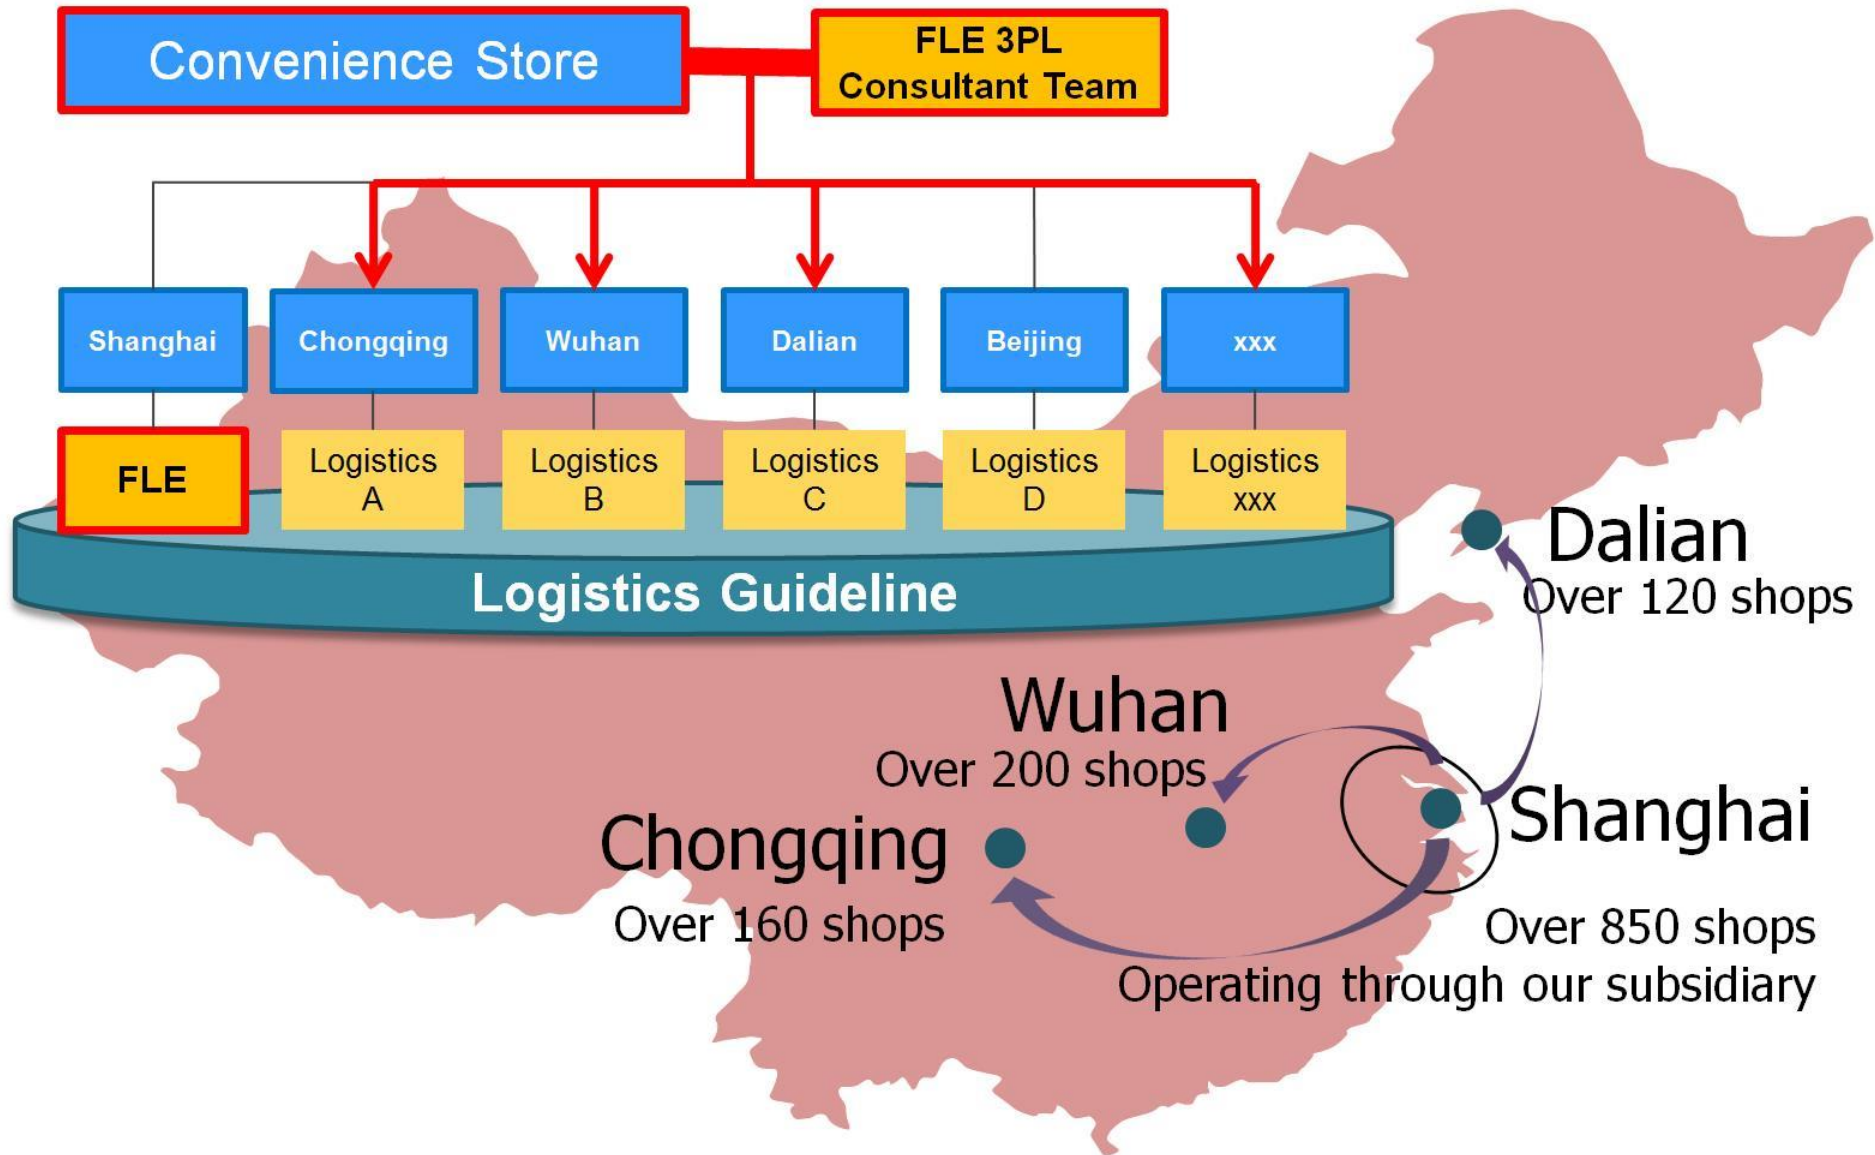 Convenience Store
FLE 3PL
Consultant Team
Shanghai
Chongqing
Wuhan
Dalian
Beijing
xxx
FLE
Logistics
A
Logistics
B
Logistics
C
Logistics
D
Logistics
xxx
Logistics Guideline
Dalian
Over 120 shops
Wuhan
Over 200 shops
Chongqing
Over 160 shops
Shanghai
Over 850 shops
Operating through our subsidiary